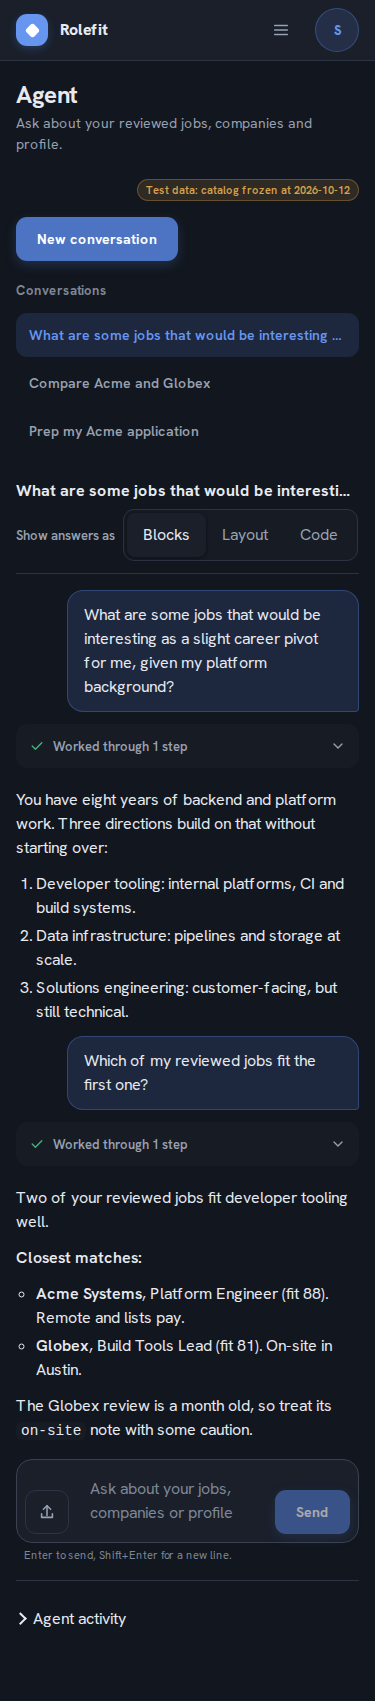 Rolefit
S
Agent
Ask about your reviewed jobs, companies and
profile.
Test data: catalog frozen at 2026-10-12
New conversation
Conversations
What are some jobs that would be interesting ...
Compare Acme and Globex
Prep my Acme application
What are some jobs that would be interesti...
Show answers as
Blocks
Layout
Code
What are some jobs that would be
interesting as a slight career pivot
for me, given my platform
background?
Worked through 1 step
You have eight years of backend and platform
work. Three directions build on that without
starting over:
1. Developer tooling: internal platforms, CI and
build systems.
2. Data infrastructure: pipelines and storage at
scale.
3. Solutions engineering: customer-facing, but
still technical.
Which of my reviewed jobs fit the
first one?
Worked through 1 step
Two of your reviewed jobs fit developer tooling
well.
Closest matches:
Acme Systems, Platform Engineer (fit 88).
Remote and lists pay.
Globex, Build Tools Lead (fit 81). On-site in
Austin.
The Globex review is a month old, so treat its
on-site note with some caution.
Ask about your jobs,
companies or profile
Send
Enter to send, Shift+Enter for a new line.
Agent activity